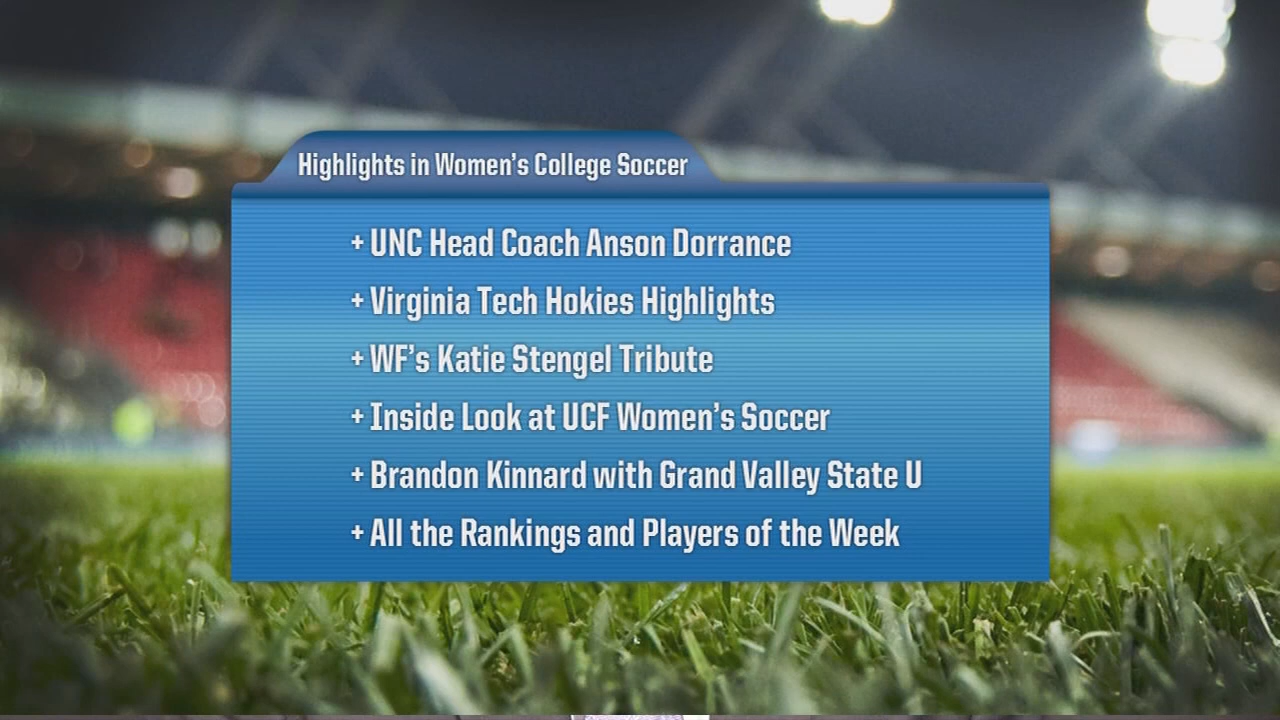 Highlights in Women's College Soccer
+ UNC Head Coach Anson Dorrance
+ Virginia Tech Hokies Highlights
+ WF's Katie Stengel Tribute
+ Inside Look at UCF Women's Soccer
+ Brandon Kinnard with Grand Valley State U
+ All the Rankings and Players of the Week